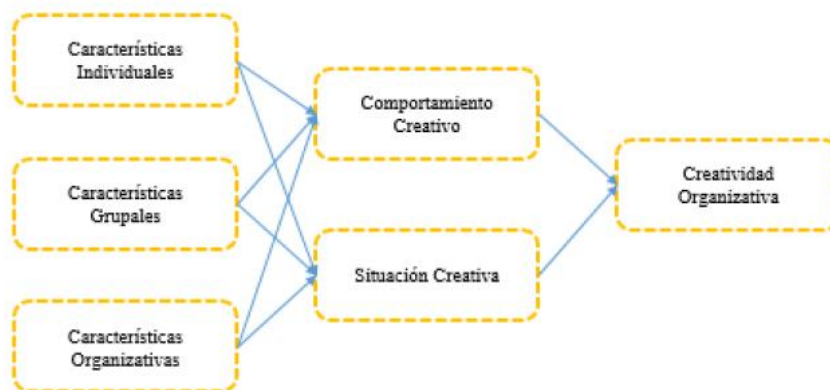 Características
Individuales
Características
Grupales
Características
Organizativas
Comportamiento
Creativo
Situación Creativa
Creatividad
Organizativa